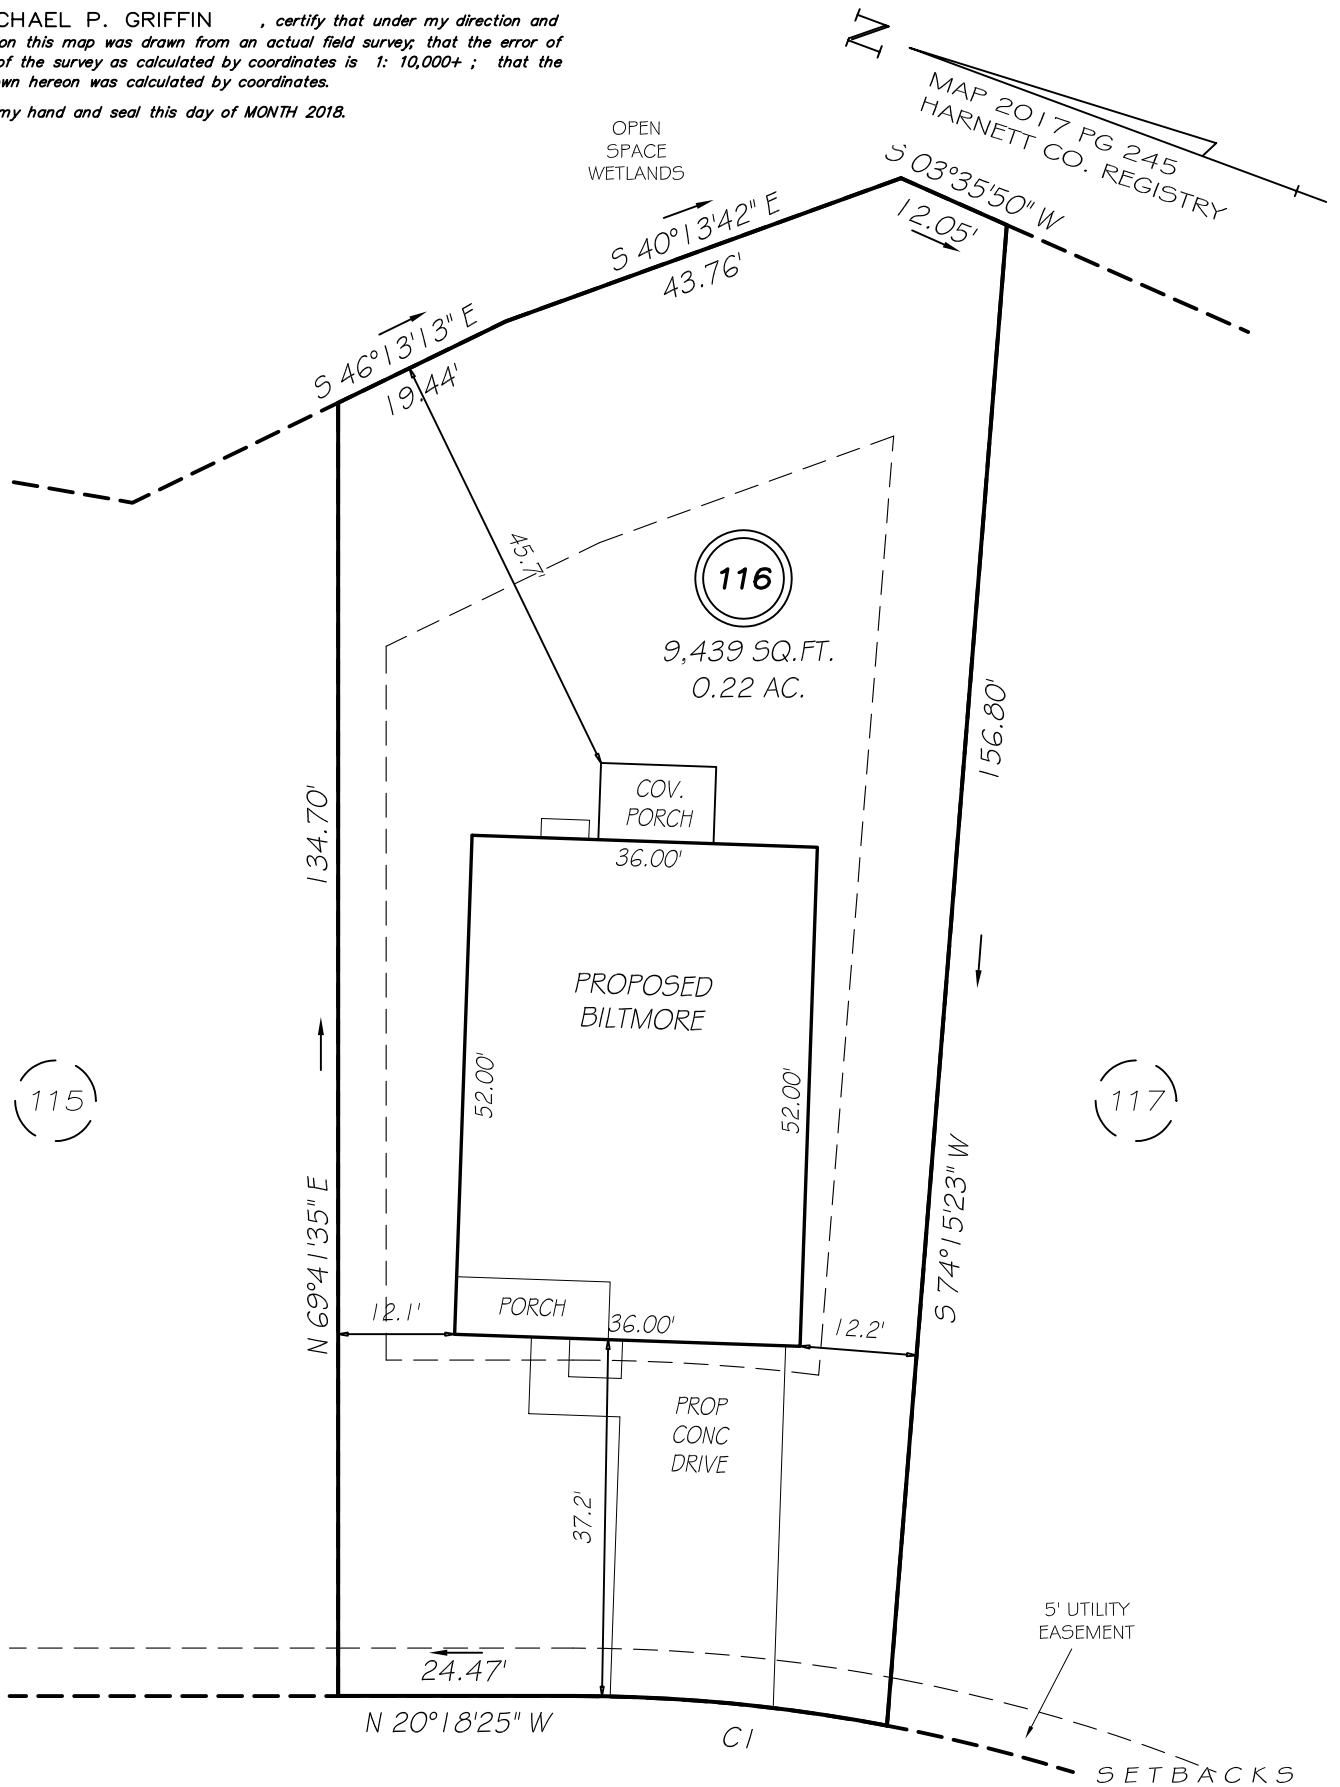 CHAEL P. GRIFFIN , certify that under my direction and
on this map was drawn from an actual field survey; that the error of
of the survey as calculated by coordinates is 1: 10,000+ ; that the
wn hereon was calculated by coordinates.
my hand and seal this day of MONTH 2018.
N
MAP 2017 PG 245
HARNETT CO. REGISTRY
OPEN
SPACE
WETLANDS
S 03°35'50" W
12.05'
S 40°13'42" E
43.76'
S 46°13'13" E
19.44'
45.7'
116
9,439 SQ.FT.
0.22 AC.
156.80'
134.70'
COV.
PORCH
36.00'
PROPOSED
BILTMORE
52.00'
52.00'
115
117
N 69°41'35" E
S 74°15'23" W
PORCH
12.1'
36.00'
12.2'
PROP
CONC
DRIVE
37.2'
5' UTILITY
EASEMENT
24.47'
N 20°18'25" W
C1
SETBACKS